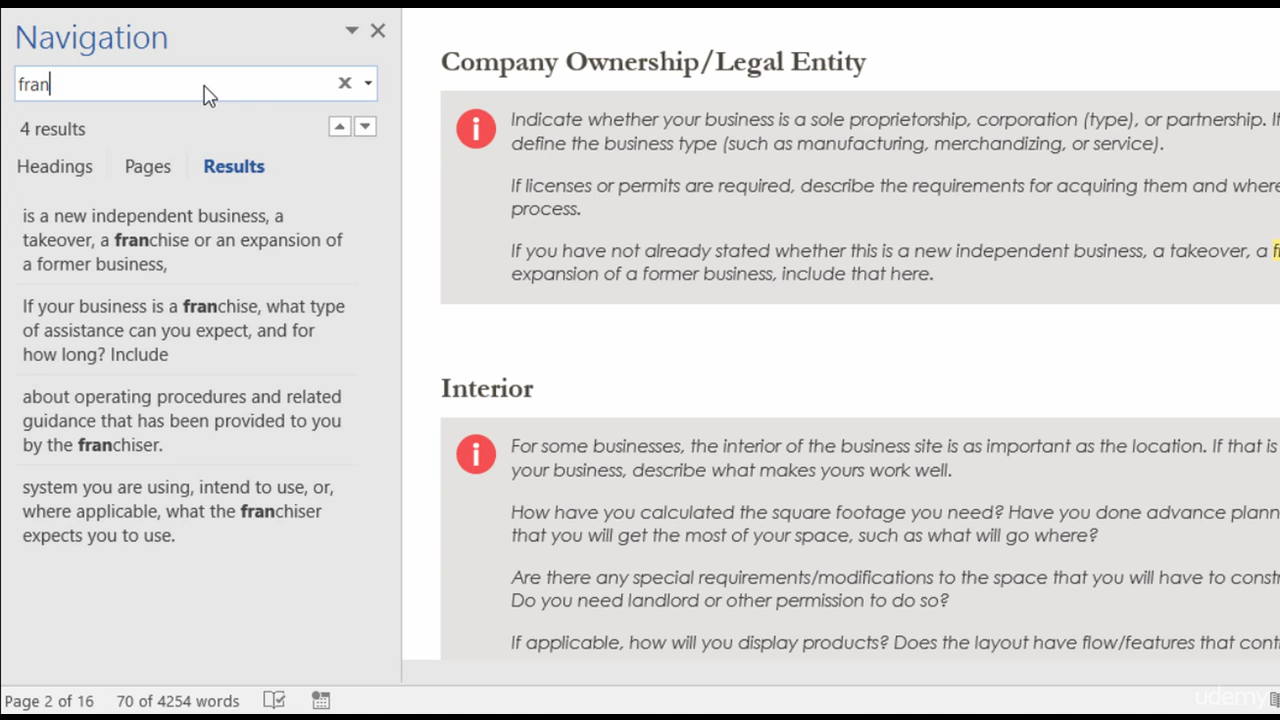 Navigation
fran
4 results
Headings Pages Results
is a new independent business, a
takeover, a franchise or an expansion of
a former business,
If your business is a franchise, what type
of assistance can you expect, and for
how long? Include
about operating procedures and related
guidance that has been provided to you
by the franchiser.
system you are using, intend to use, or,
where applicable, what the franchiser
expects you to use.
Company Ownership/Legal Entity
Indicate whether your business is a sole proprietorship, corporation (type), or partnership. If
define the business type (such as manufacturing, merchandizing, or service).
If licenses or permits are required, describe the requirements for acquiring them and where
process.
If you have not already stated whether this is a new independent business, a takeover, a
expansion of a former business, include that here.
Interior
For some businesses, the interior of the business site is as important as the location. If that is
your business, describe what makes yours work well.
How have you calculated the square footage you need? Have you done advance plann
that you will get the most of your space, such as what will go where?
Are there any special requirements/modifications to the space that you will have to const
Do you need landlord or other permission to do so?
If applicable, how will you display products? Does the layout have flow/features that cont
Page 2 of 16 70 of 4254 words
udemy